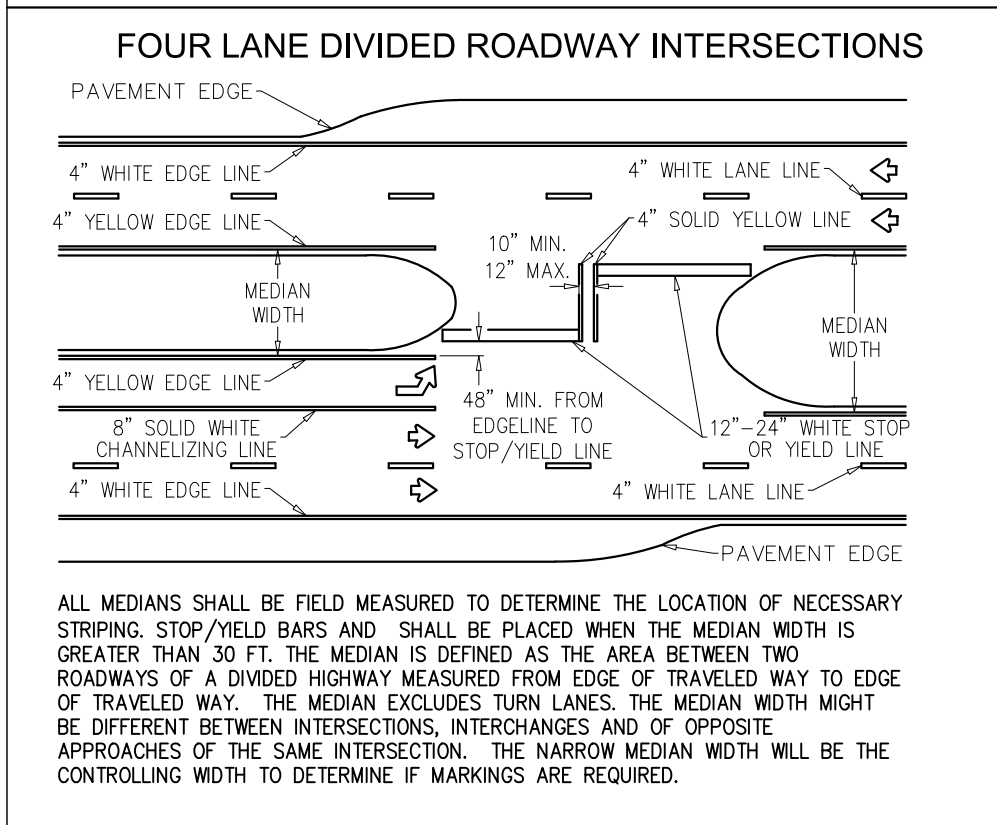 FOUR LANE DIVIDED ROADWAY INTERSECTIONS
PAVEMENT EDGE
4" WHITE EDGE LINE
4" WHITE LANE LINE
4" YELLOW EDGE LINE
4" SOLID YELLOW LINE
10" MIN.
12" MAX.
MEDIAN
WIDTH
MEDIAN
WIDTH
4" YELLOW EDGE LINE
48" MIN. FROM
EDGELINE TO
STOP/YIELD LINE
8" SOLID WHITE
CHANNELIZING LINE
12"-24" WHITE STOP
OR YIELD LINE
4" WHITE EDGE LINE
4" WHITE LANE LINE
PAVEMENT EDGE
ALL MEDIANS SHALL BE FIELD MEASURED TO DETERMINE THE LOCATION OF NECESSARY
STRIPING. STOP/YIELD BARS AND SHALL BE PLACED WHEN THE MEDIAN WIDTH IS
GREATER THAN 30 FT. THE MEDIAN IS DEFINED AS THE AREA BETWEEN TWO
ROADWAYS OF A DIVIDED HIGHWAY MEASURED FROM EDGE OF TRAVELED WAY TO EDGE
OF TRAVELED WAY. THE MEDIAN EXCLUDES TURN LANES. THE MEDIAN WIDTH MIGHT
BE DIFFERENT BETWEEN INTERSECTIONS, INTERCHANGES AND OF OPPOSITE
APPROACHES OF THE SAME INTERSECTION. THE NARROW MEDIAN WIDTH WILL BE THE
CONTROLLING WIDTH TO DETERMINE IF MARKINGS ARE REQUIRED.